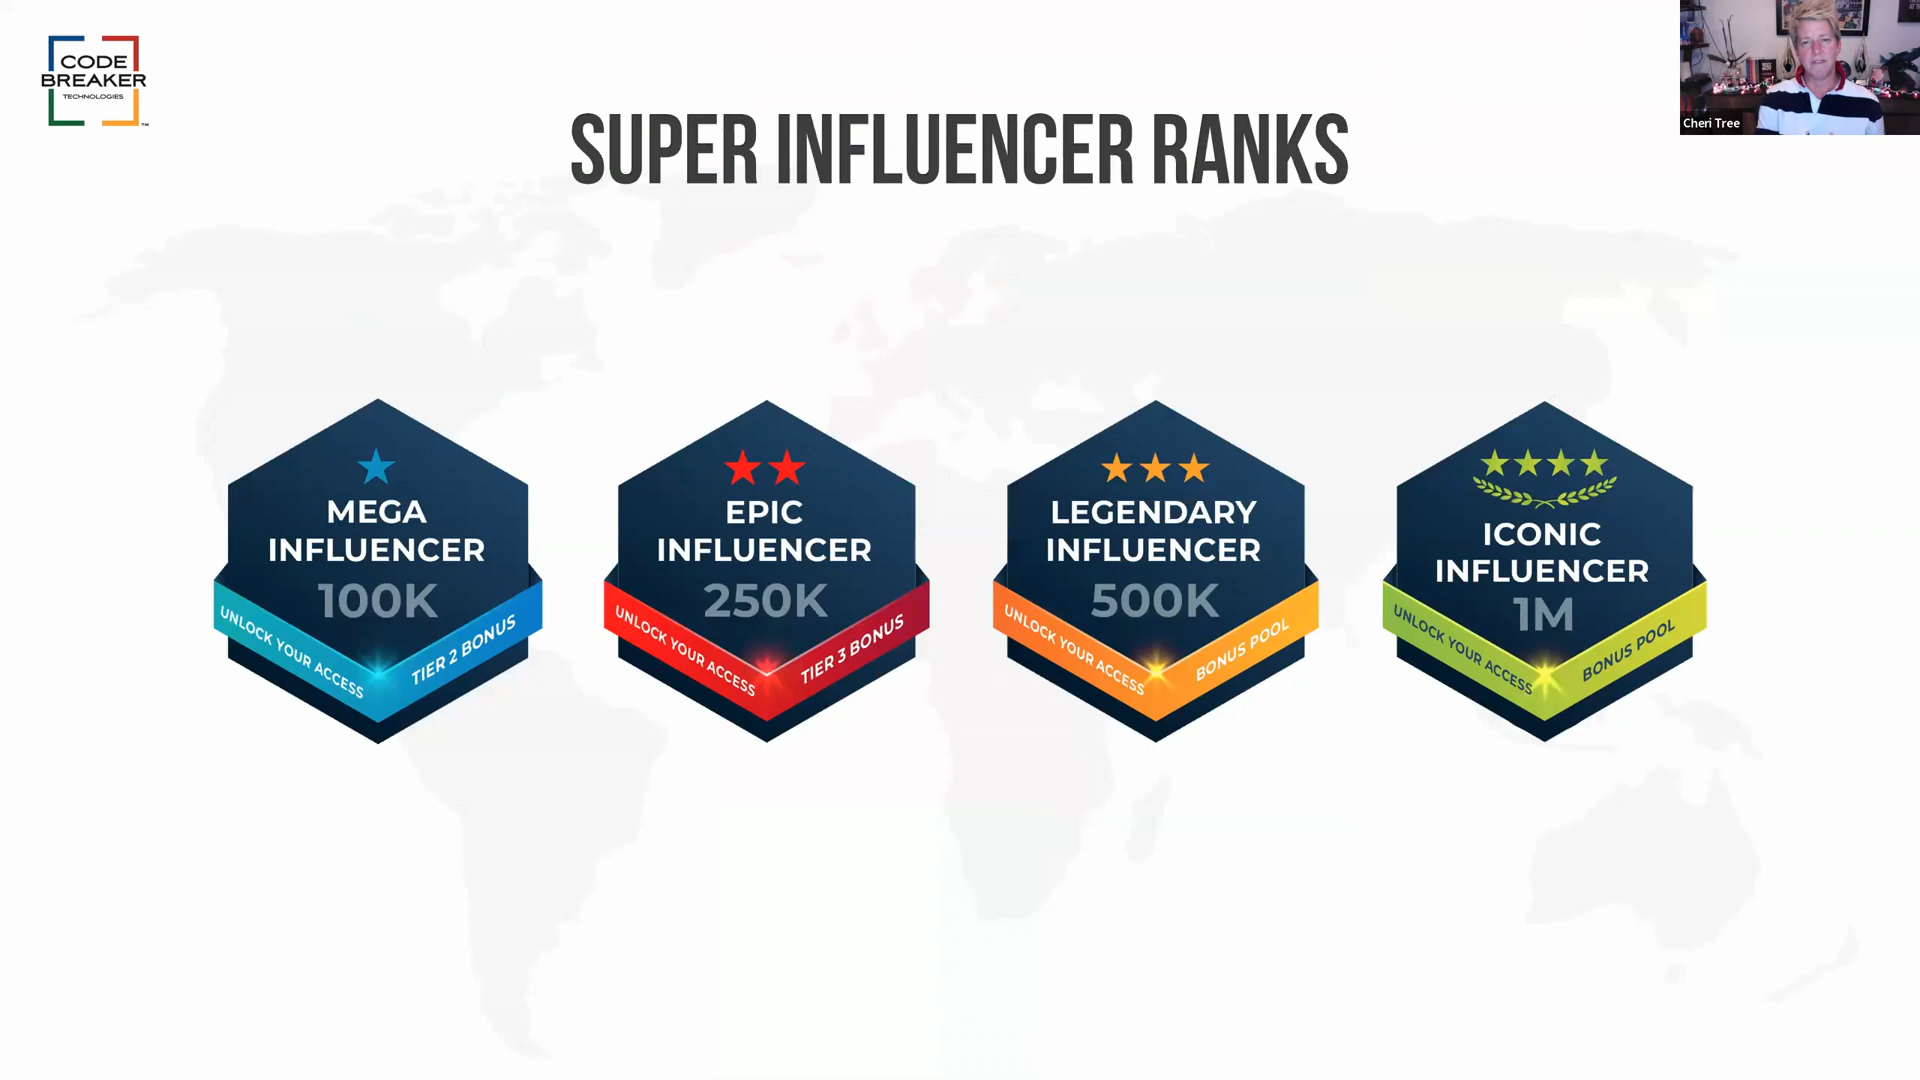 CODE
BREAKER
TECHNOLOGIES
TM
Cheri Tree
SUPER INFLUENCER RANKS
MEGA
INFLUENCER
100K
UNLOCK YOUR ACCESS
TIER 2 BONUS
EPIC
INFLUENCER
250K
UNLOCK YOUR ACCESS
TIER 3 BONUS
LEGENDARY
INFLUENCER
500K
UNLOCK YOUR ACCESS
BONUS POOL
ICONIC
INFLUENCER
1M
UNLOCK YOUR ACCESS
BONUS POOL